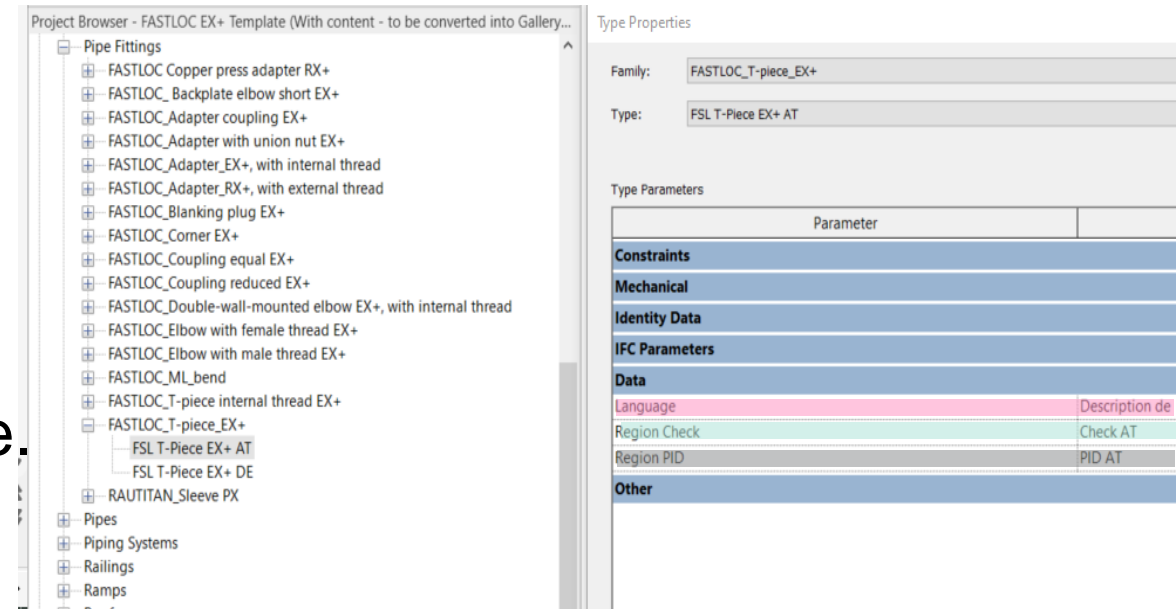 Project Browser - FASTLOC EX+ Template (With content - to be converted into Gallery...
Pipe Fittings
FASTLOC Copper press adapter RX+
FASTLOC_ Backplate elbow short EX+
FASTLOC_Adapter coupling EX+
FASTLOC_Adapter with union nut EX+
FASTLOC_Adapter_EX+, with internal thread
FASTLOC_Adapter_RX+, with external thread
FASTLOC_Blanking plug EX+
FASTLOC_Corner EX+
FASTLOC_Coupling equal EX+
FASTLOC_Coupling reduced EX+
FASTLOC_Double-wall-mounted elbow EX+, with internal thread
FASTLOC_Elbow with female thread EX+
FASTLOC_Elbow with male thread EX+
FASTLOC_ML_bend
FASTLOC_T-piece internal thread EX+
FASTLOC_T-piece_EX+
FSL T-Piece EX+ AT
FSL T-Piece EX+ DE
RAUTITAN_Sleeve PX
Pipes
Piping Systems
Railings
Ramps
e.
Type Properties
Family: FASTLOC_T-piece_EX+
Type: FSL T-Piece EX+ AT
Type Parameters
Parameter
Constraints
Mechanical
Identity Data
IFC Parameters
Data
Language Description de
Region Check Check AT
Region PID PID AT
Other